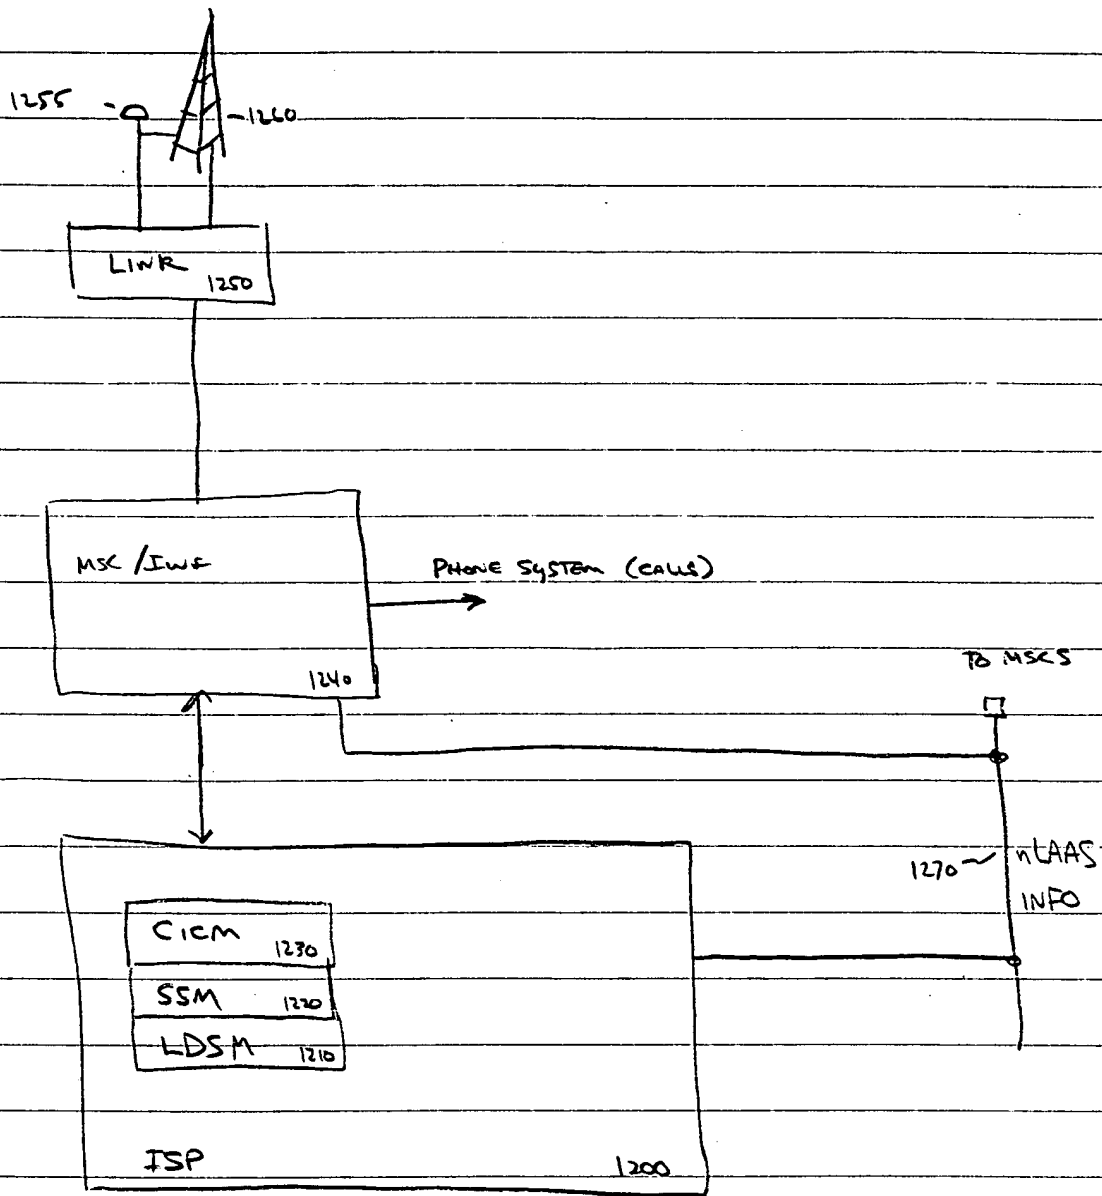 1255
1260
LINK
1250
MSC/IWF
PHONE SYSTEM (CALLS)
1240
TO MSCS
1270
nLAAS
INFO
CICM
1230
SSM
1220
LDSM
1210
ISP
1200